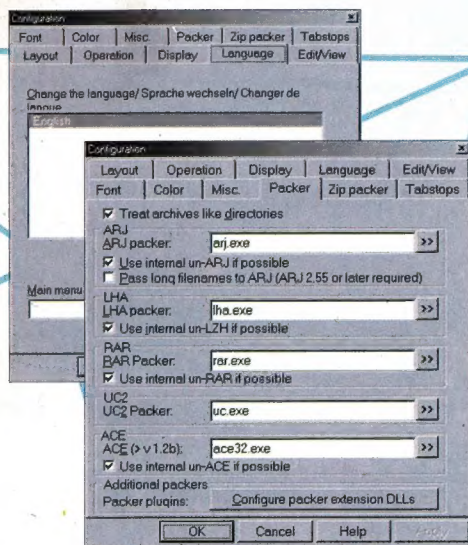 Configuration
Font Color Misc. Packer Zip packer Tabstops
Layout Operation Display Language Edit/View
Change the language/ Sprache wechseln/ Changer de
langue
English
Main menu
Configuration
Layout Operation Display Language Edit/View
Font Color Misc. Packer Zip packer Tabstops
Treat archives like directories
ARJ
ARJ packer: arj.exe >>
Use internal un-ARJ if possible
Pass long filenames to ARJ (ARJ 2.55 or later required)
LHA
LHA packer: lha.exe >>
Use internal un-LZH if possible
RAR
RAR Packer: rar.exe >>
Use internal un-RAR if possible
UC2
UC2 Packer: uc.exe >>
ACE
ACE (> v 1.2b): ace32.exe >>
Use internal un-ACE if possible
Additional packers
Packer plugins: Configure packer extension DLLs
OK Cancel Help Apply